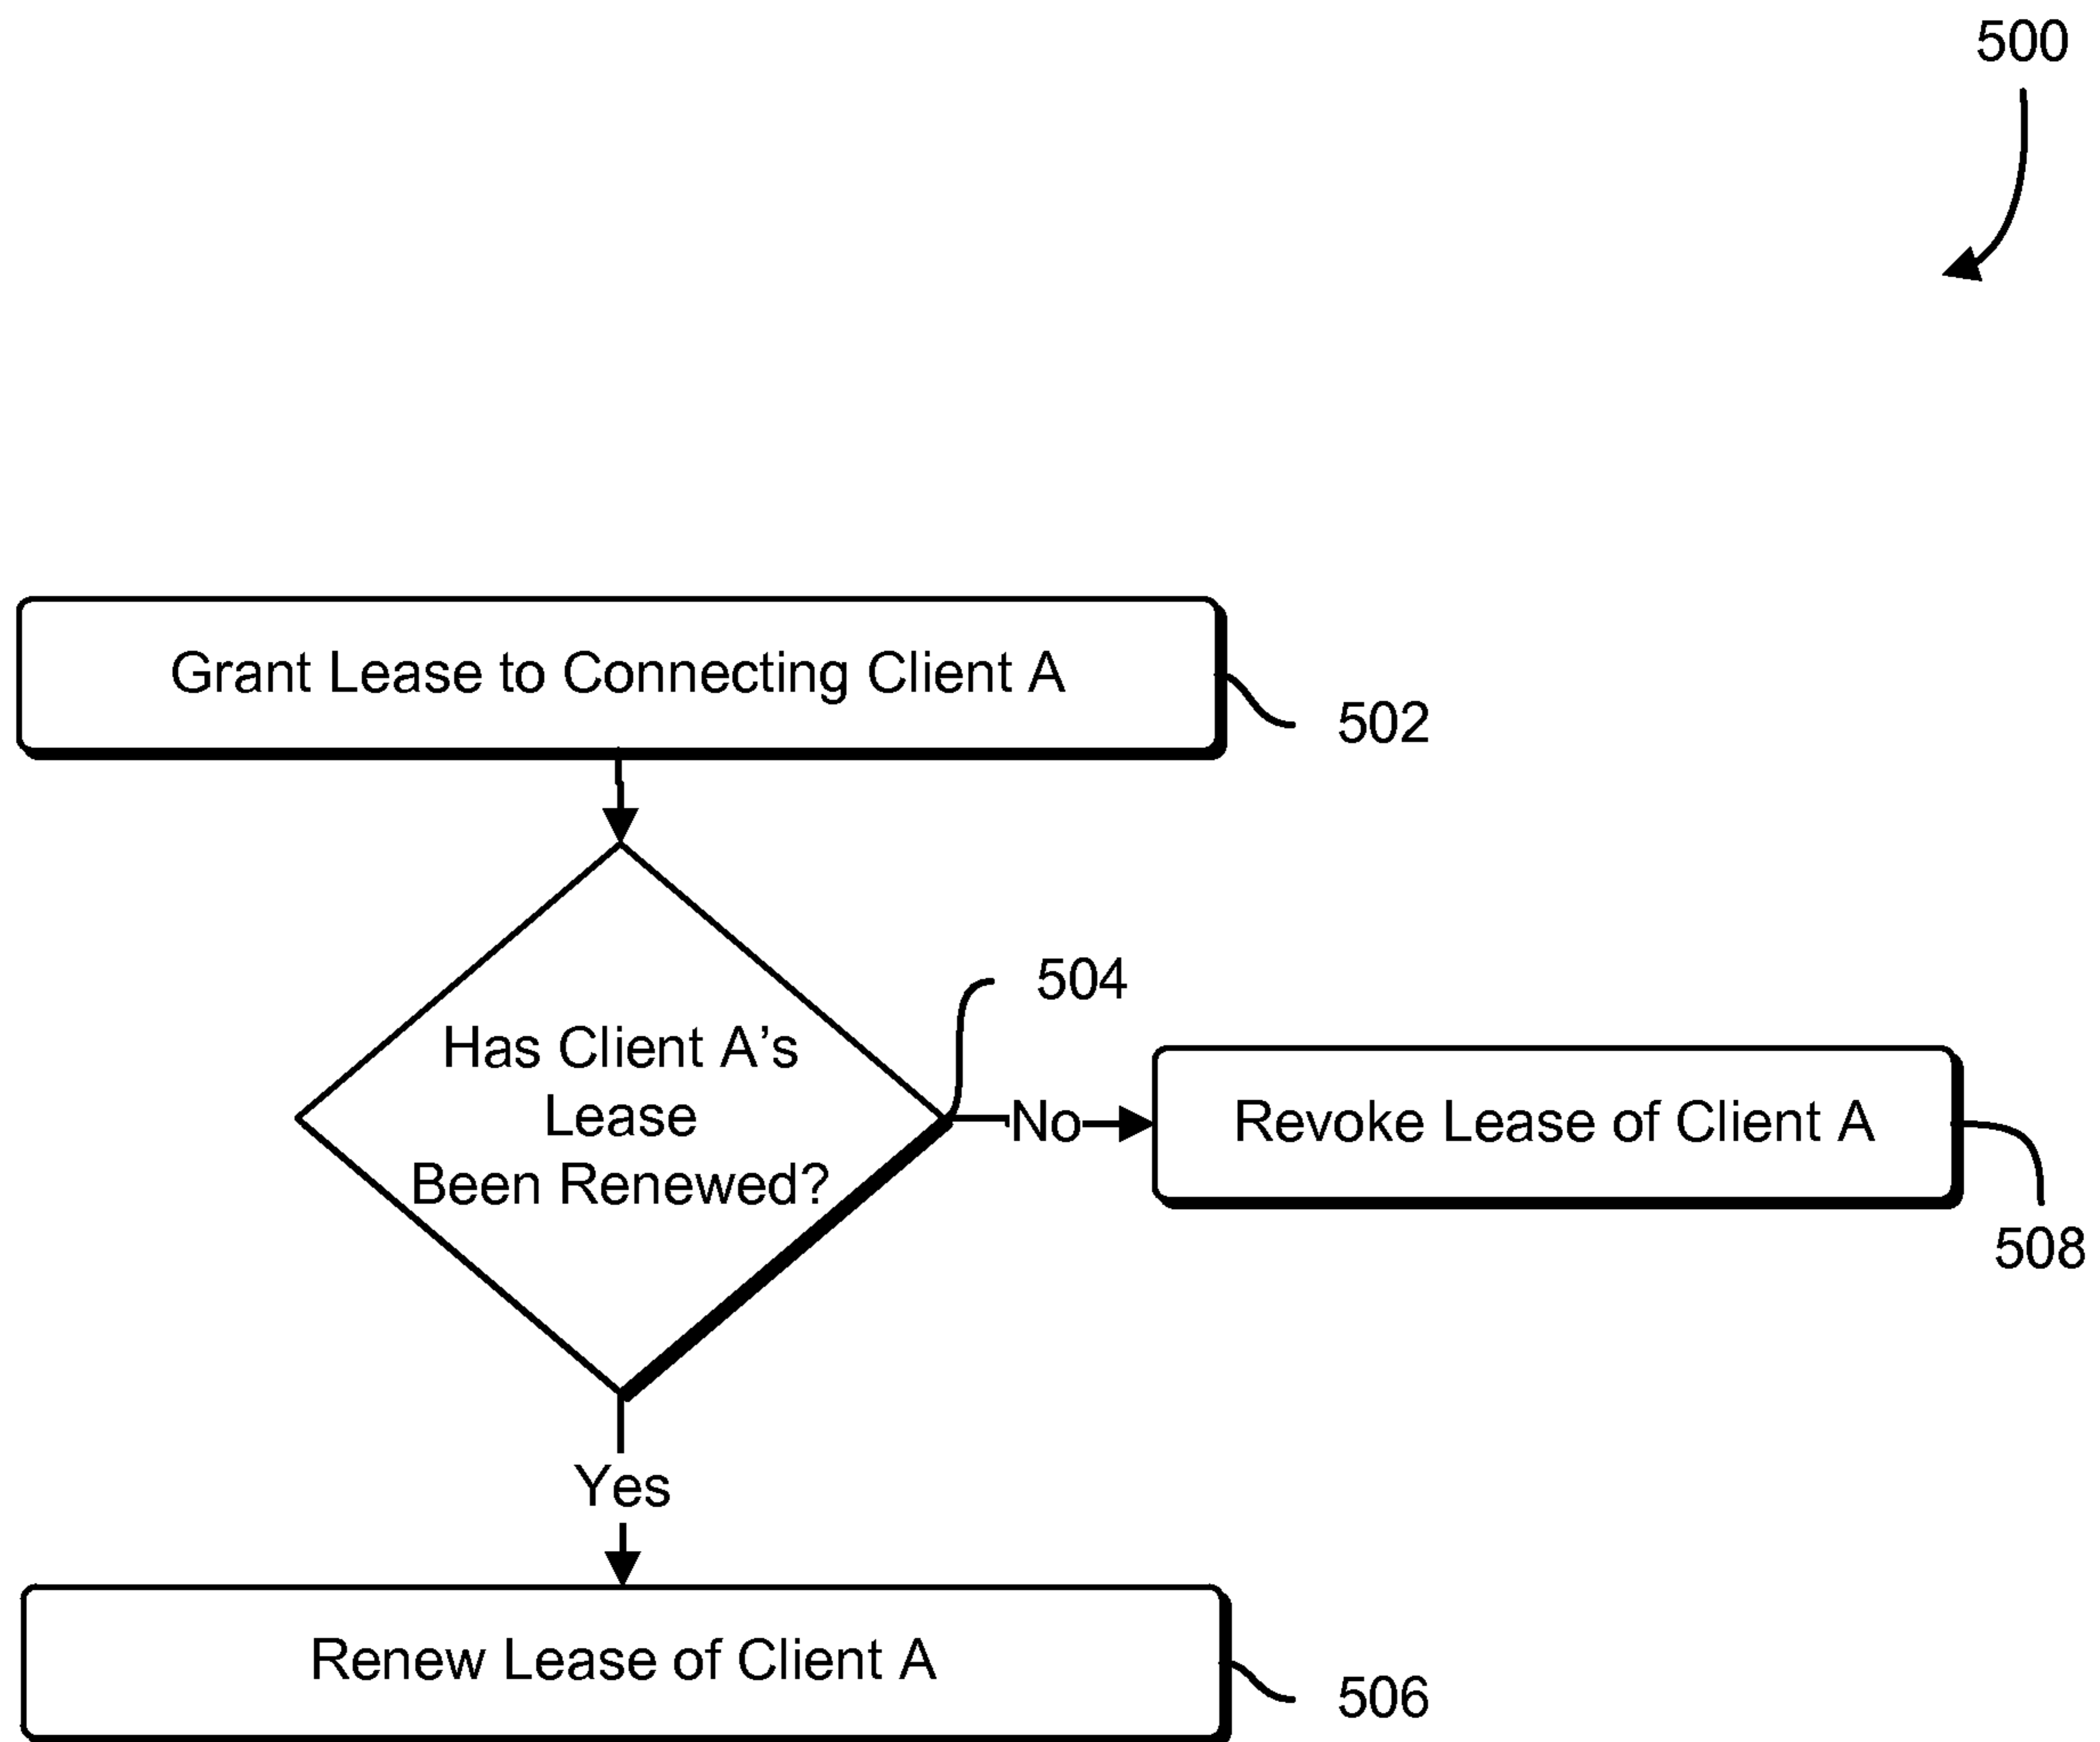 500
Grant Lease to Connecting Client A
502
504
Has Client A's
Lease
Been Renewed?
No
Revoke Lease of Client A
508
Yes
Renew Lease of Client A
506